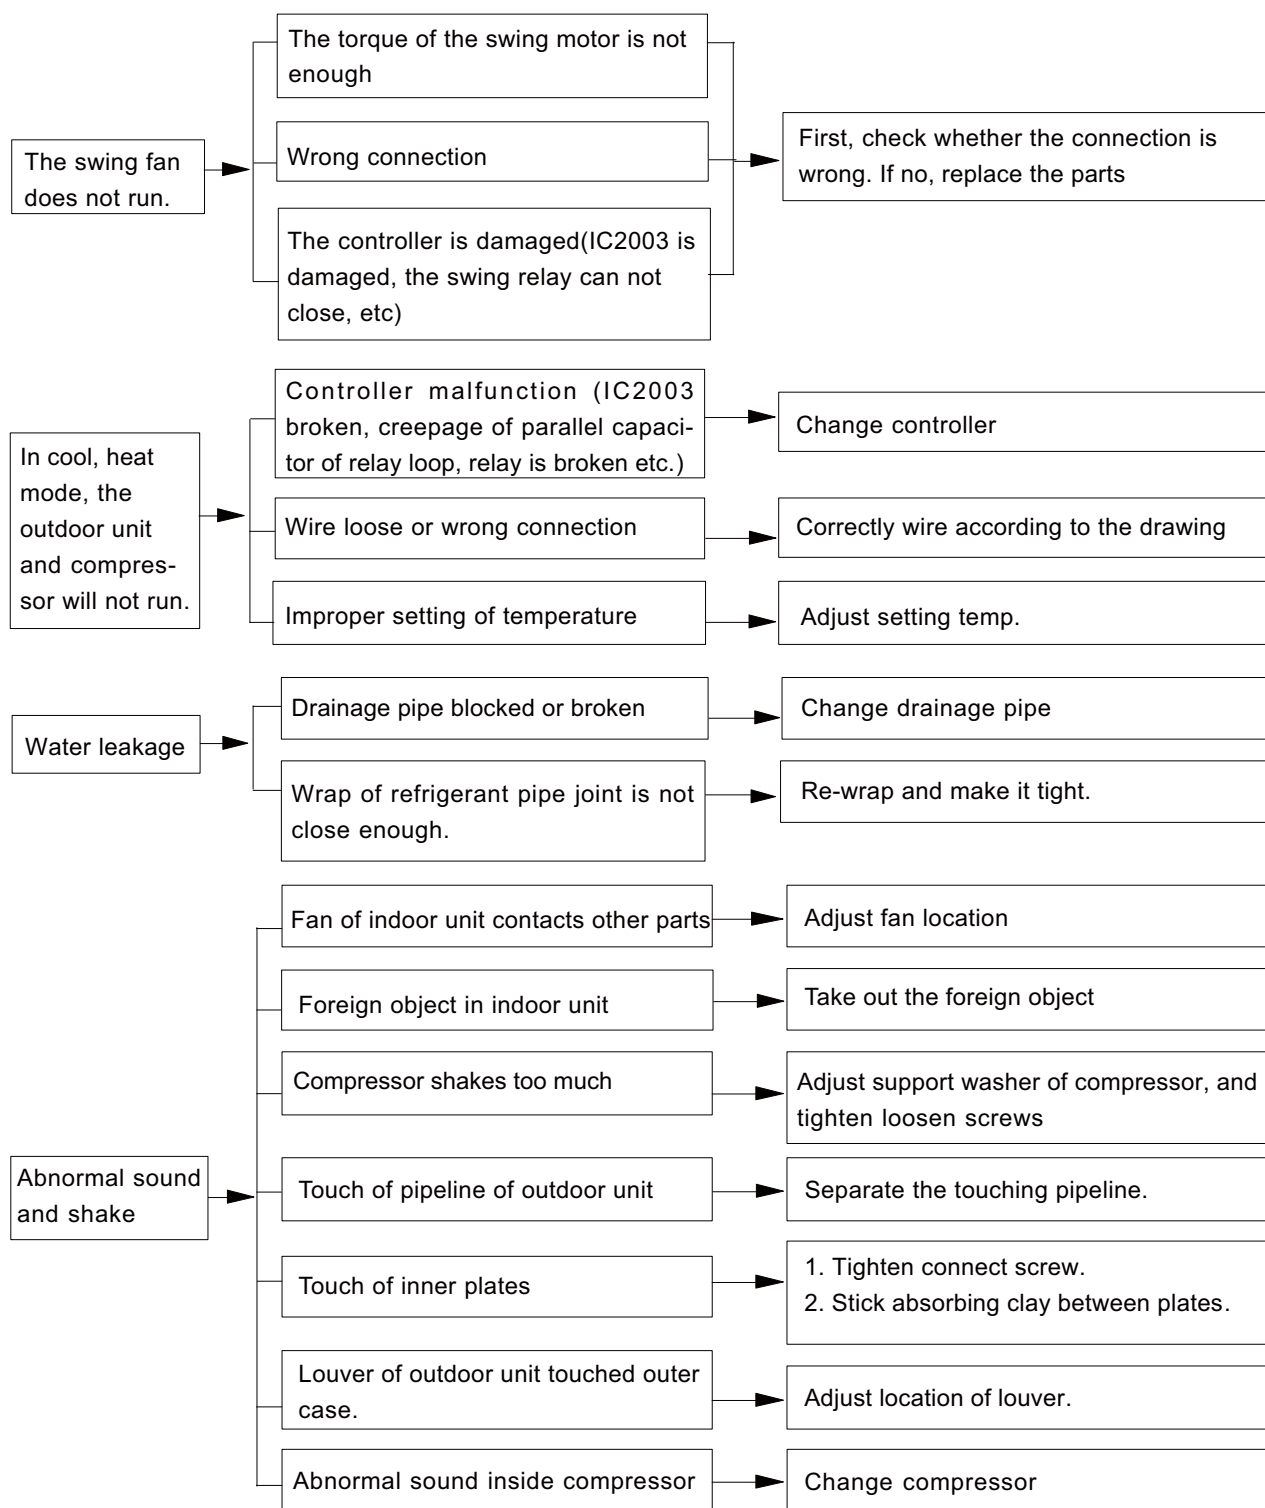 The swing fan
does not run.
The torque of the swing motor is not
enough
Wrong connection
The controller is damaged(IC2003 is
damaged, the swing relay can not
close, etc)
First, check whether the connection is
wrong. If no, replace the parts
In cool, heat
mode, the
outdoor unit
and compres-
sor will not run.
Controller malfunction (IC2003
broken, creepage of parallel capaci-
tor of relay loop, relay is broken etc.)
Change controller
Wire loose or wrong connection
Correctly wire according to the drawing
Improper setting of temperature
Adjust setting temp.
Water leakage
Drainage pipe blocked or broken
Change drainage pipe
Wrap of refrigerant pipe joint is not
close enough.
Re-wrap and make it tight.
Abnormal sound
and shake
Fan of indoor unit contacts other parts
Adjust fan location
Foreign object in indoor unit
Take out the foreign object
Compressor shakes too much
Adjust support washer of compressor, and
tighten loosen screws
Touch of pipeline of outdoor unit
Separate the touching pipeline.
Touch of inner plates
1. Tighten connect screw.
2. Stick absorbing clay between plates.
Louver of outdoor unit touched outer
case.
Adjust location of louver.
Abnormal sound inside compressor
Change compressor